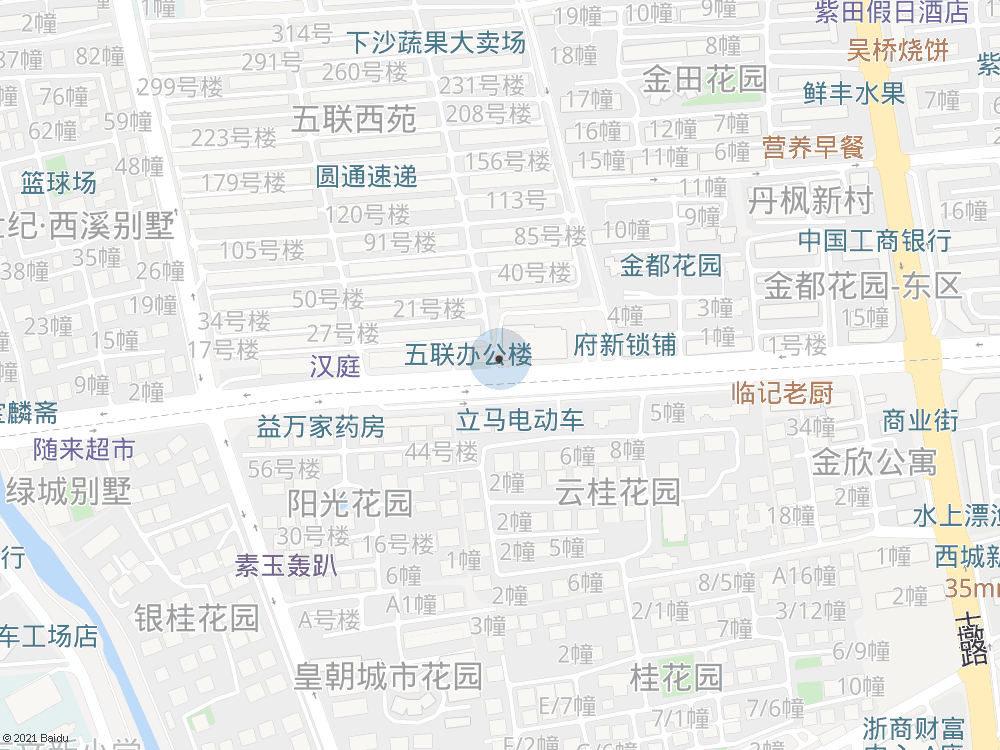 2幢
314号
下沙蔬果大卖场
19幢
10幢
9幢
紫田假日酒店
37幢
82幢
291号
260号楼
231号楼
18幢
8幢
吴桥烧饼
299号楼
76幢
金田花园
紫
鲜丰水果
7幢
59幢
五联西苑
208号楼
17幢
62幢
223号楼
16幢
12幢
7幢
48幢
156号楼
15幢
11幢
6幢
营养早餐
篮球场
179号楼
圆通速递
11幢
113号
丹枫新村
120号楼
9幢
16幢
世纪·西溪别墅
105号楼
91号楼
85号楼
10幢
中国工商银行
38幢
35幢
26幢
40号楼
金都花园
金都花园-东区
19幢
50号楼
21号楼
4幢
3幢
15幢
34号楼
27号楼
15幢
17号楼
五联办公楼
府新锁铺
1幢
1号楼
汉庭
9幢
2幢
临记老厨
宝麟斋
益万家药房
立马电动车
5幢
34幢
商业街
随来超市
56号楼
44号楼
6幢
8幢
金欣公寓
绿城别墅
阳光花园
2幢
云桂花园
2幢
30号楼
16号楼
2幢
18幢
水上漂流
行
素玉轰趴
1幢
2幢
5幢
1幢
西城新
6幢
2幢
6幢
8/5幢
A16幢
2幢
35mm
银桂花园
A号楼
A1幢
3幢
2/1幢
3/12幢
古墩路
车工场店
7幢
皇朝城市花园
2幢
桂花园
6/9幢
10幢
E/7幢
7/10幢
7/6幢
浙商财富
E/2幢
6/2幢
© 2021 Baidu